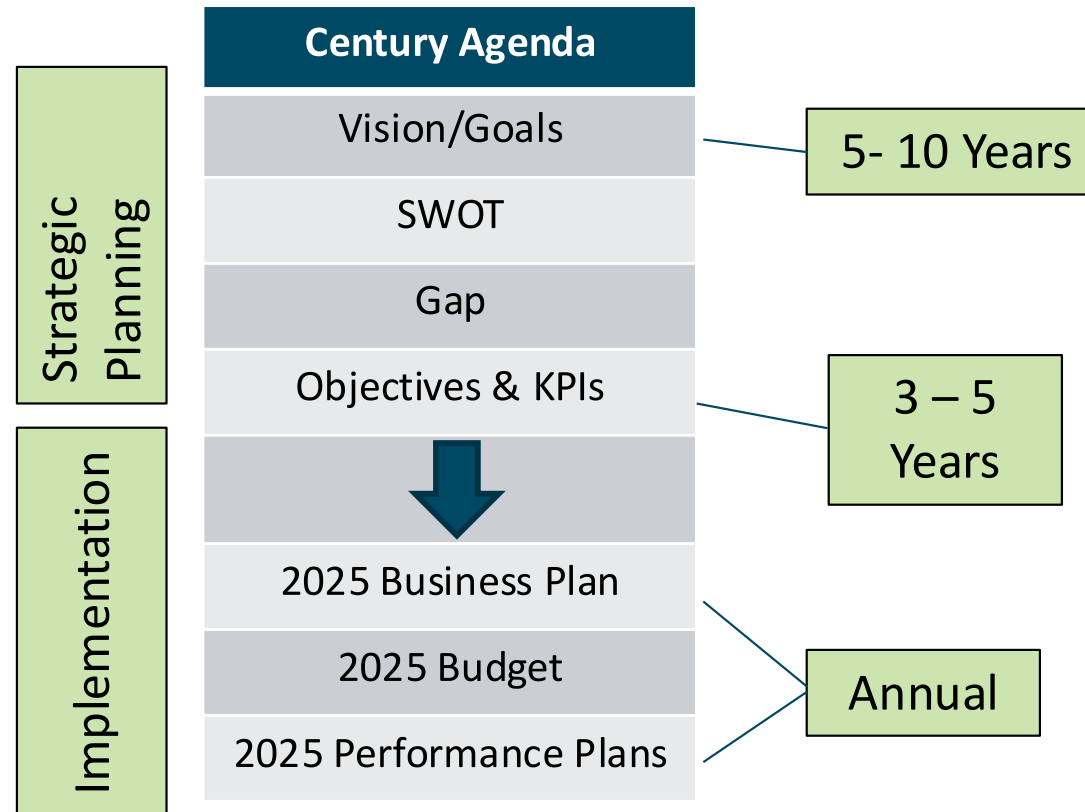 Century Agenda
Strategic
Planning
Vision/Goals
5- 10 Years
SWOT
Gap
Objectives & KPIs
3 – 5
Years
Implementation
2025 Business Plan
2025 Budget
Annual
2025 Performance Plans